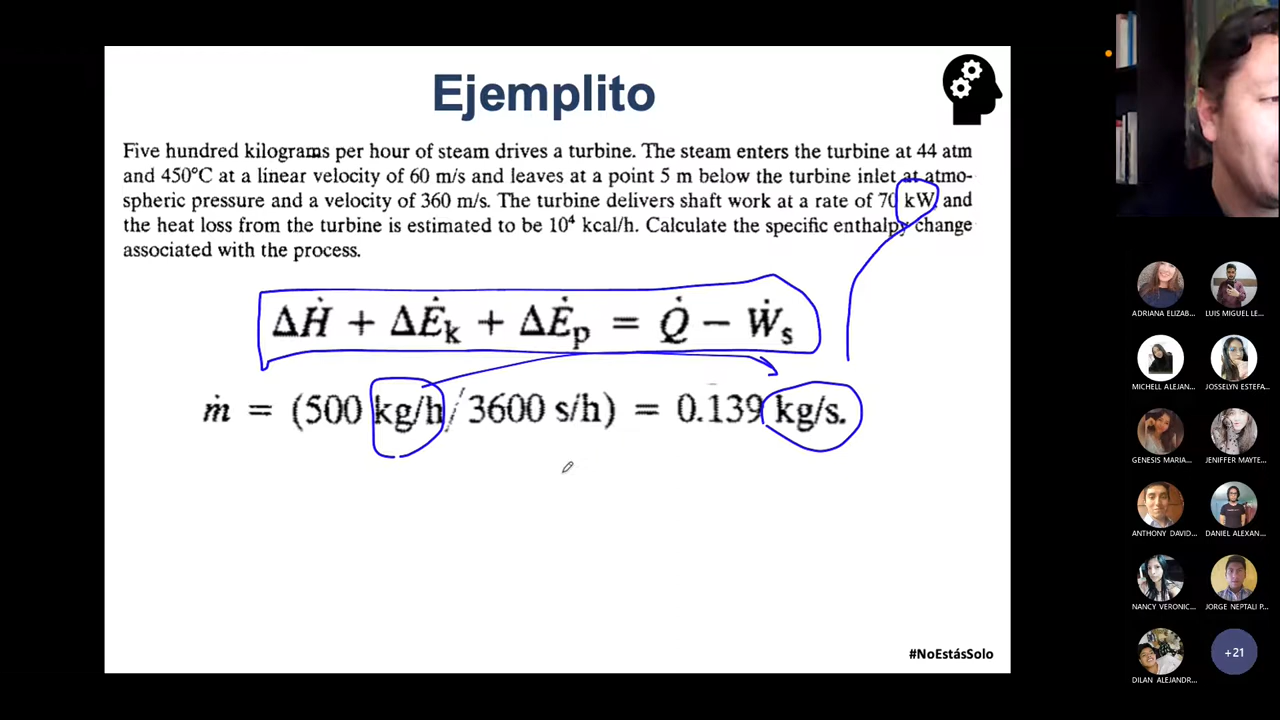 Ejemplito
Five hundred kilograms per hour of steam drives a turbine. The steam enters the turbine at 44 atm
and 450°C at a linear velocity of 60 m/s and leaves at a point 5 m below the turbine inlet at atmo-
spheric pressure and a velocity of 360 m/s. The turbine delivers shaft work at a rate of 70 kW, and
the heat loss from the turbine is estimated to be 10⁴ kcal/h. Calculate the specific enthalpy change
associated with the process.
ΔḢ + ΔĖk + ΔĖp = Q̇ − Ẇs
ṁ = (500 kg/h/3600 s/h) = 0.139 kg/s.
#NoEstásSolo
ADRIANA ELIZAB...
LUIS MIGUEL LE...
MICHELL ALEJAN...
JOSSELYN ESTEFA...
GENESIS MARIA...
JENIFFER MAYTE...
ANTHONY DAVID...
DANIEL ALEXAN...
NANCY VERONIC...
JORGE NEPTALI P...
DILAN ALEJANDR...
+21